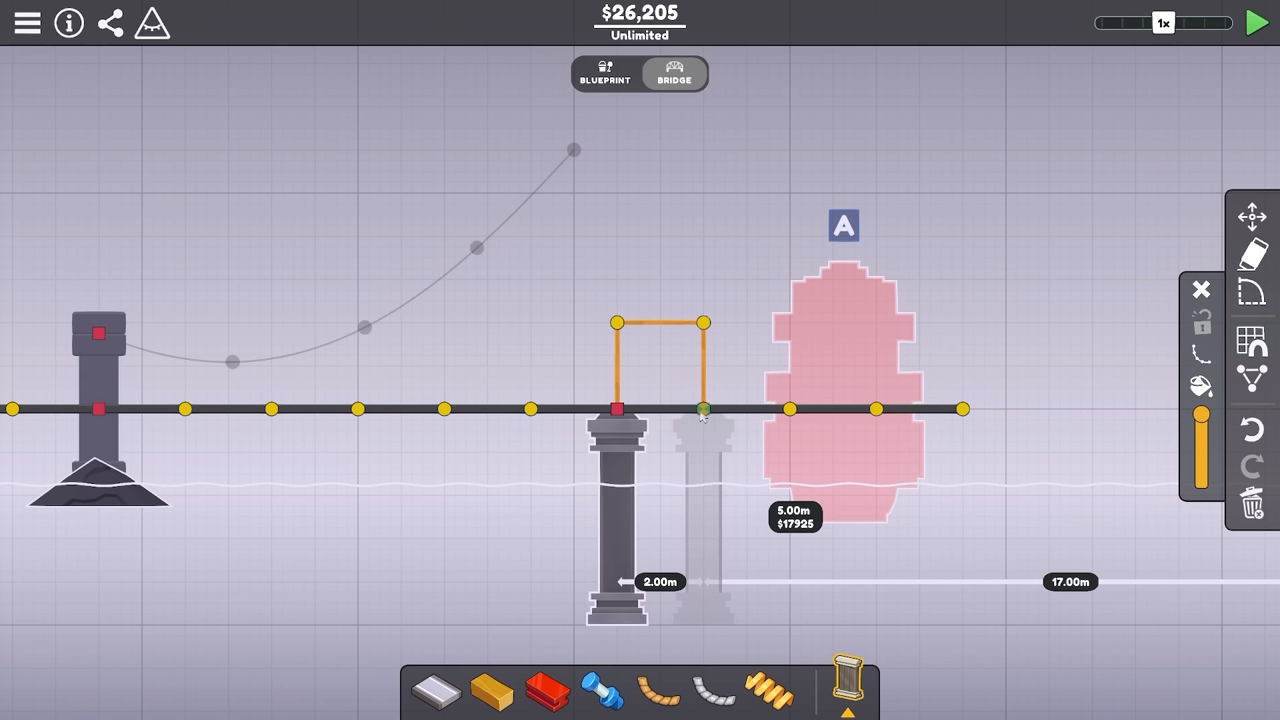 $26,205
Unlimited
1x
BLUEPRINT
BRIDGE
A
5.00m
$17925
2.00m
17.00m